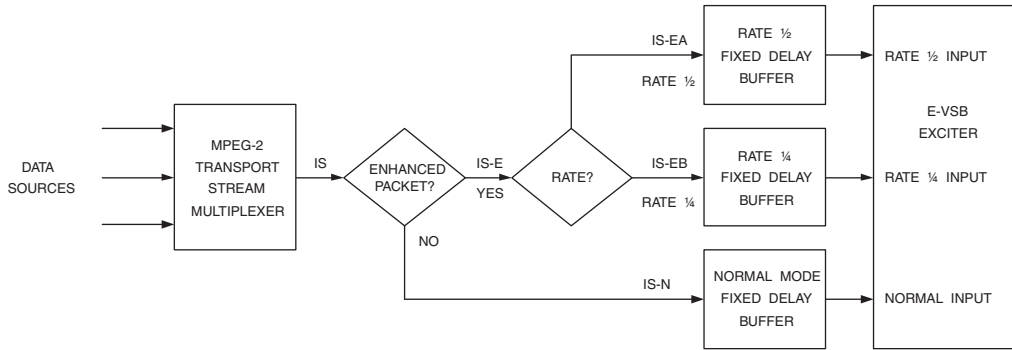 DATA
SOURCES
MPEG-2
TRANSPORT
STREAM
MULTIPLEXER
IS
ENHANCED
PACKET?
IS-E
YES
NO
RATE?
IS-EA
RATE ½
IS-EB
RATE ¼
IS-N
RATE ½
FIXED DELAY
BUFFER
RATE ¼
FIXED DELAY
BUFFER
NORMAL MODE
FIXED DELAY
BUFFER
RATE ½ INPUT
E-VSB
EXCITER
RATE ¼ INPUT
NORMAL INPUT